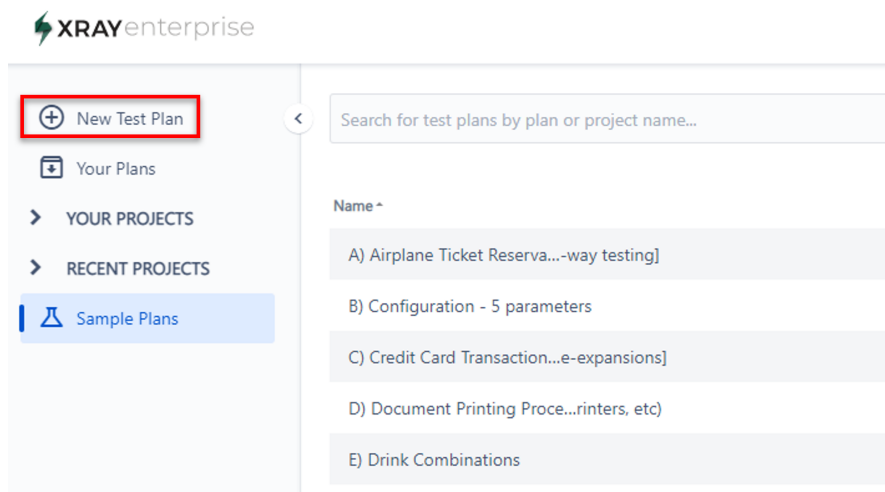 XRAYenterprise
New Test Plan
Your Plans
YOUR PROJECTS
RECENT PROJECTS
Sample Plans
Search for test plans by plan or project name...
Name
A) Airplane Ticket Reserva...-way testing]
B) Configuration - 5 parameters
C) Credit Card Transaction...e-expansions]
D) Document Printing Proce...rinters, etc)
E) Drink Combinations